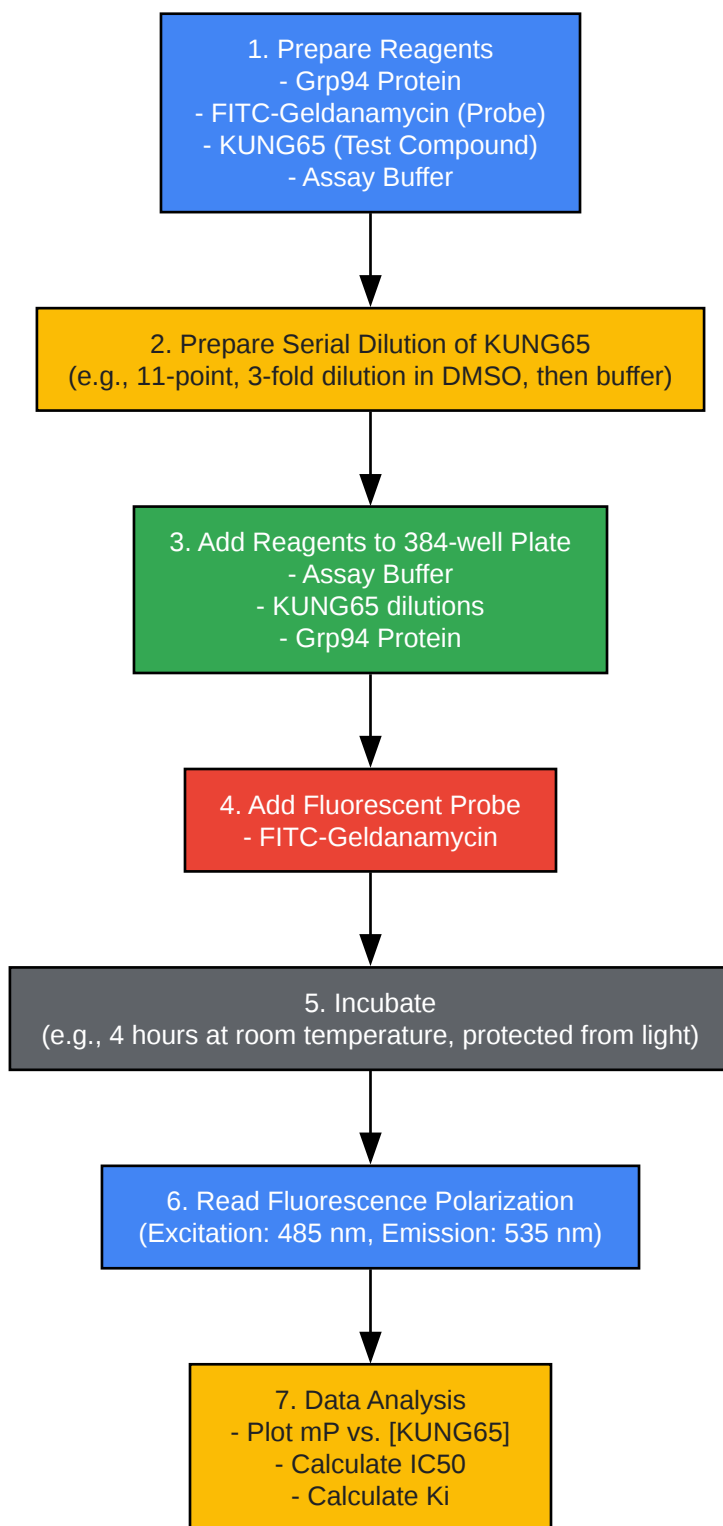 1. Prepare Reagents
- Grp94 Protein
- FITC-Geldanamycin (Probe)
- KUNG65 (Test Compound)
- Assay Buffer
2. Prepare Serial Dilution of KUNG65
(e.g., 11-point, 3-fold dilution in DMSO, then buffer)
3. Add Reagents to 384-well Plate
- Assay Buffer
- KUNG65 dilutions
- Grp94 Protein
4. Add Fluorescent Probe
- FITC-Geldanamycin
5. Incubate
(e.g., 4 hours at room temperature, protected from light)
6. Read Fluorescence Polarization
(Excitation: 485 nm, Emission: 535 nm)
7. Data Analysis
- Plot mP vs. [KUNG65]
- Calculate IC50
- Calculate Ki